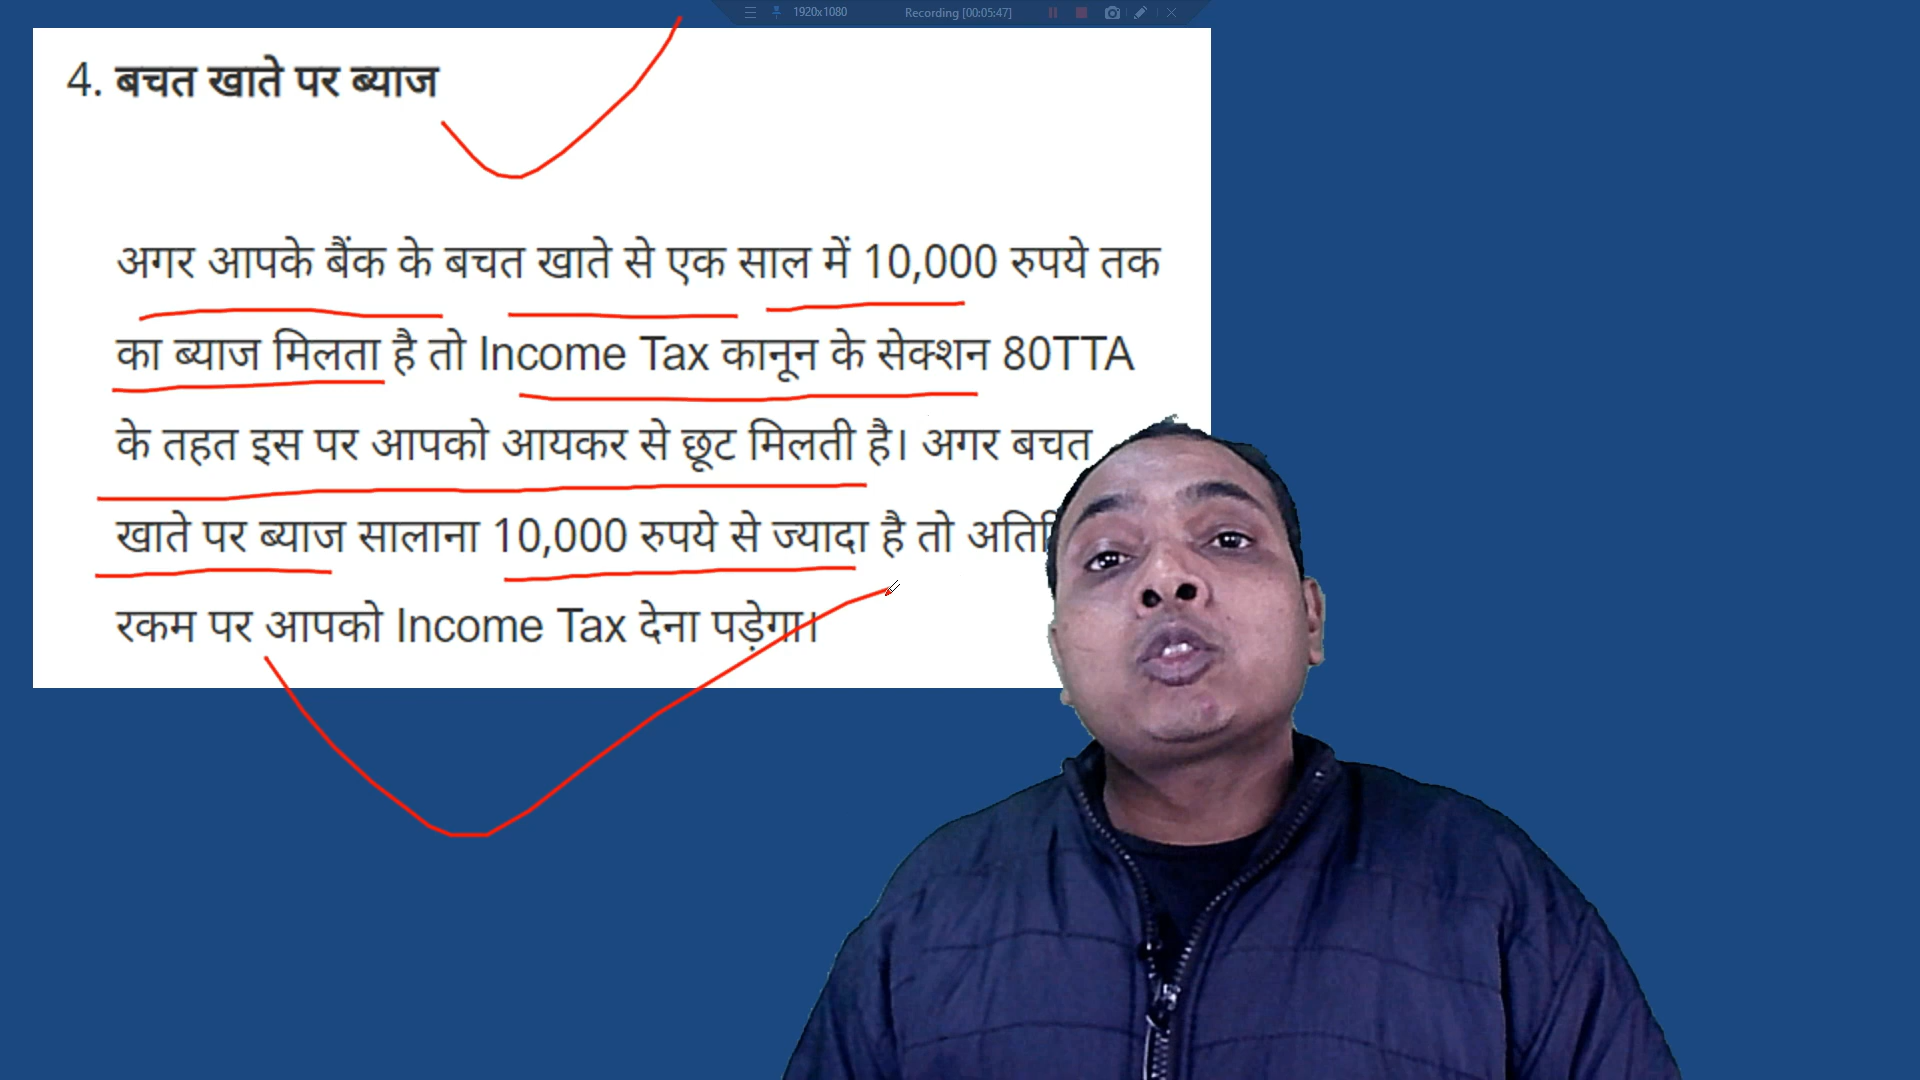 1920x1080 Recording [00:05:47]
4. बचत खाते पर ब्याज
अगर आपके बैंक के बचत खाते से एक साल में 10,000 रुपये तक
का ब्याज मिलता है तो Income Tax कानून के सेक्शन 80TTA
के तहत इस पर आपको आयकर से छूट मिलती है। अगर बचत
खाते पर ब्याज सालाना 10,000 रुपये से ज्यादा है तो
रकम पर आपको Income Tax देना पड़ेगा।